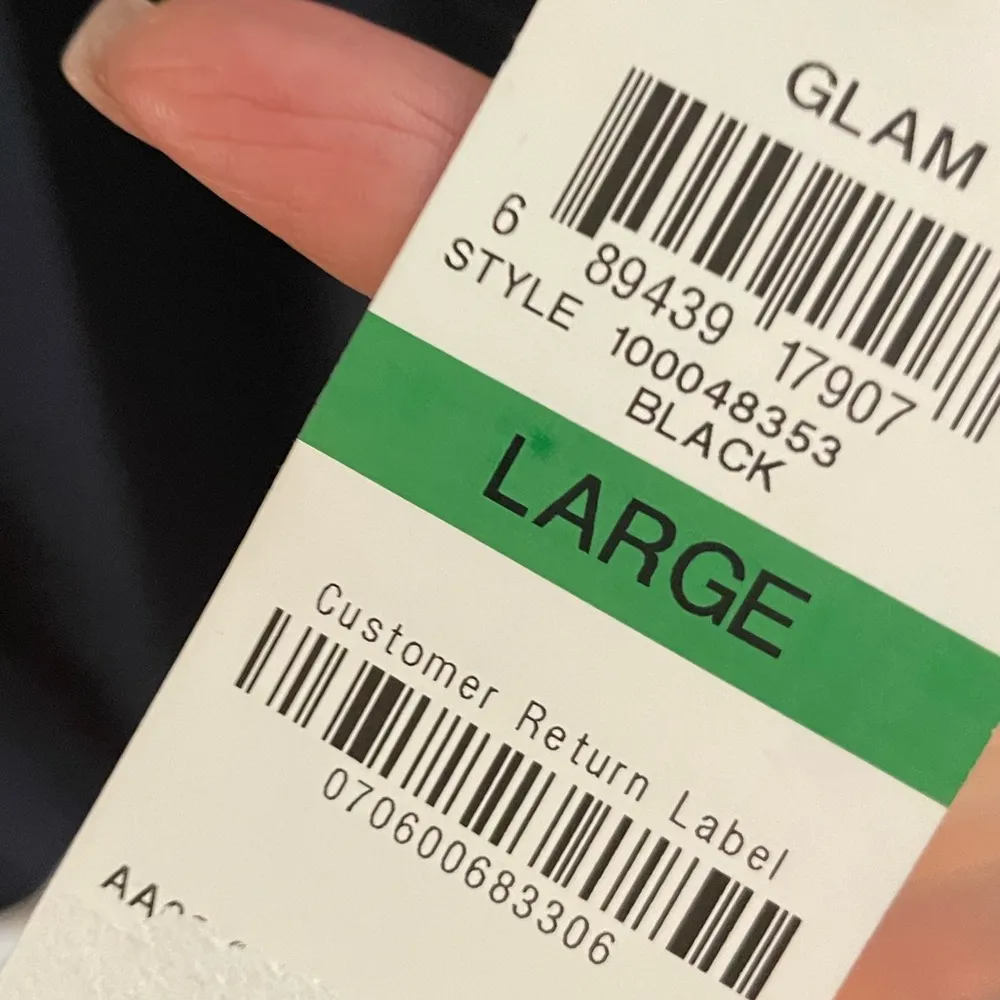 GLAM
6 89439 17907
STYLE 100048353
BLACK
LARGE
Customer Return Label
070600683306